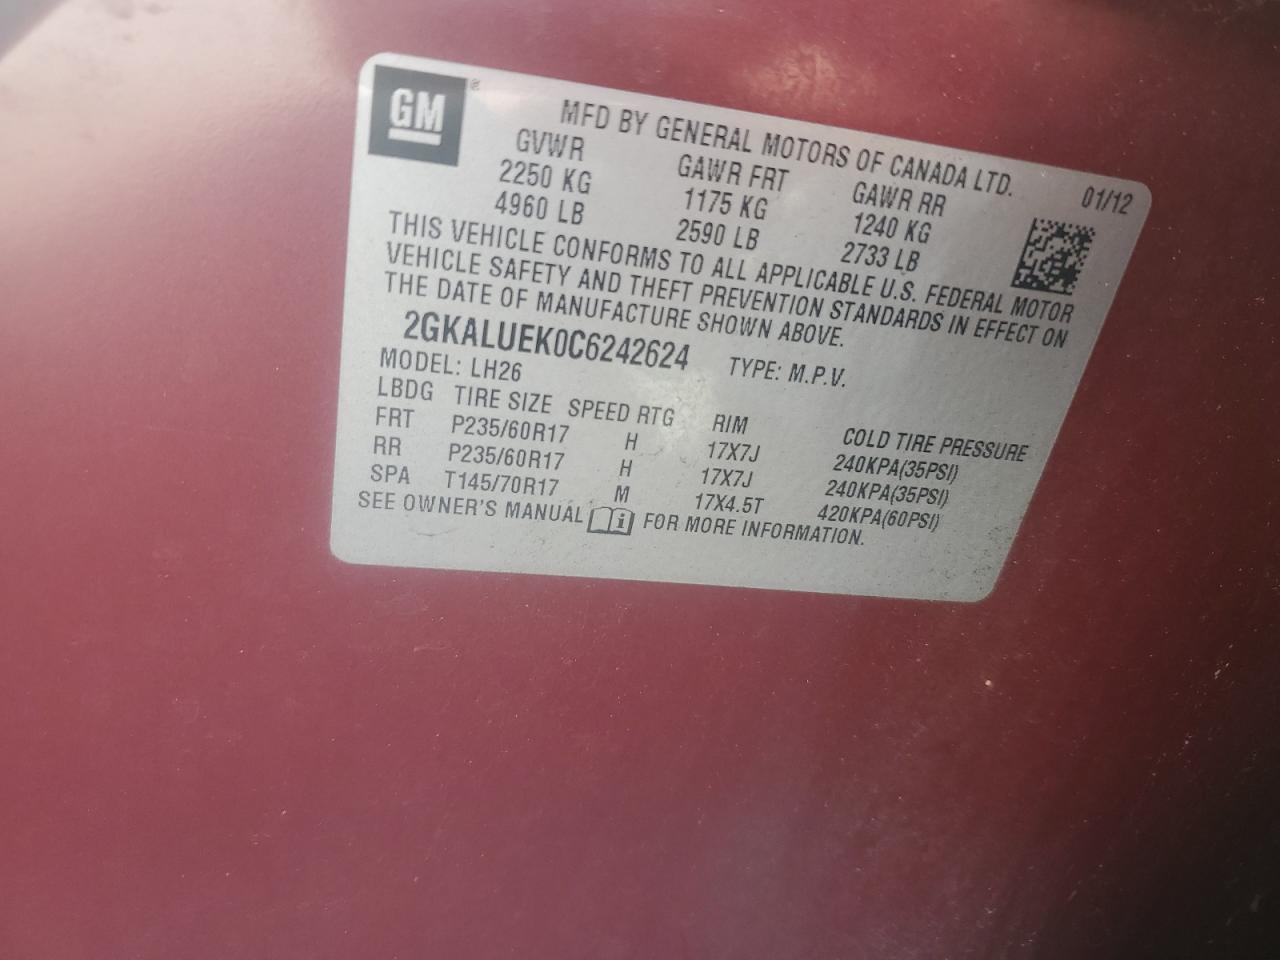 GM ®
MFD BY GENERAL MOTORS OF CANADA LTD. 01/12
GVWR GAWR FRT GAWR RR
2250 KG 1175 KG 1240 KG
4960 LB 2590 LB 2733 LB
THIS VEHICLE CONFORMS TO ALL APPLICABLE U.S. FEDERAL MOTOR
VEHICLE SAFETY AND THEFT PREVENTION STANDARDS IN EFFECT ON
THE DATE OF MANUFACTURE SHOWN ABOVE.
2GKALUEK0C6242624 TYPE: M.P.V.
MODEL: LH26
LBDG TIRE SIZE SPEED RTG RIM COLD TIRE PRESSURE
FRT P235/60R17 H 17X7J 240KPA(35PSI)
RR P235/60R17 H 17X7J 240KPA(35PSI)
SPA T145/70R17 M 17X4.5T 420KPA(60PSI)
SEE OWNER'S MANUAL i FOR MORE INFORMATION.